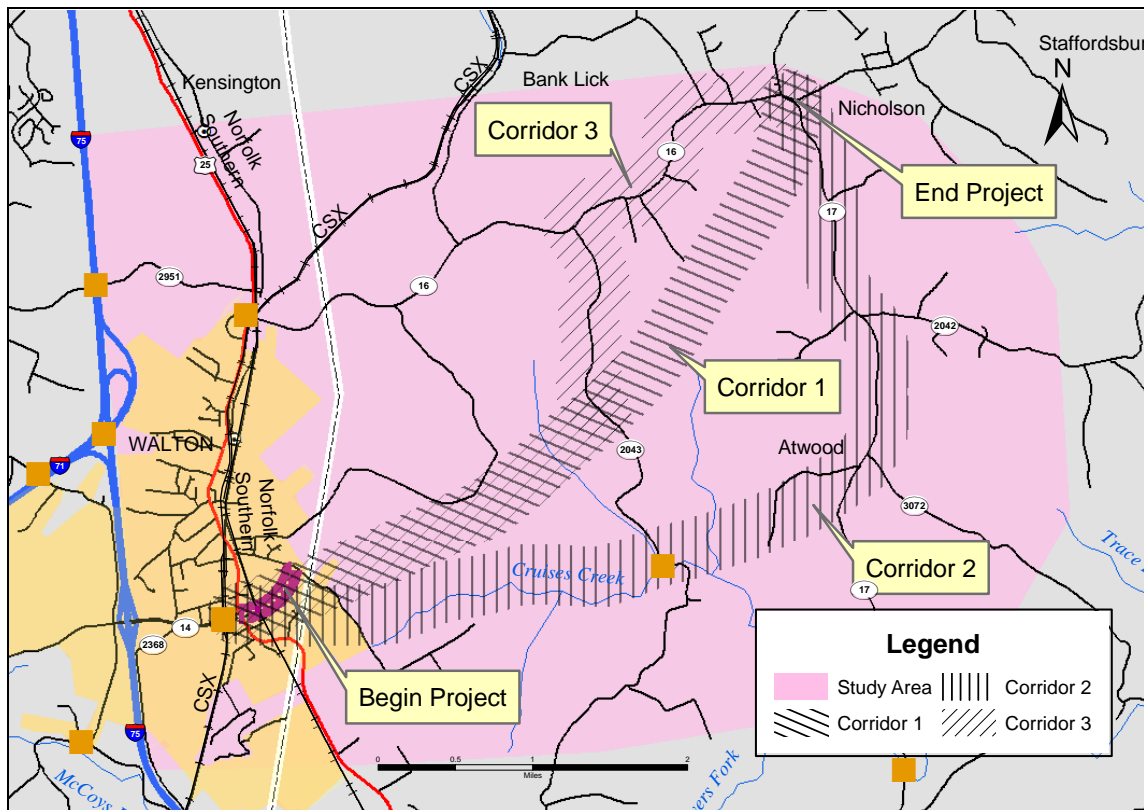 Staffordsbur
N
Kensington
Bank Lick
CSX
Nicholson
75
Norfolk
Southern
Corridor 3
25
16
End Project
17
CSX
2951
16
2042
Corridor 1
WALTON
Atwood
71
2043
Norfolk
Southern
3072
Cruises Creek
Corridor 2
Trace
17
14
2368
Begin Project
CSX
75
Legend
Study Area
Corridor 2
Corridor 1
Corridor 3
0 0.5 1 2
Miles
McCoys
ers Fork